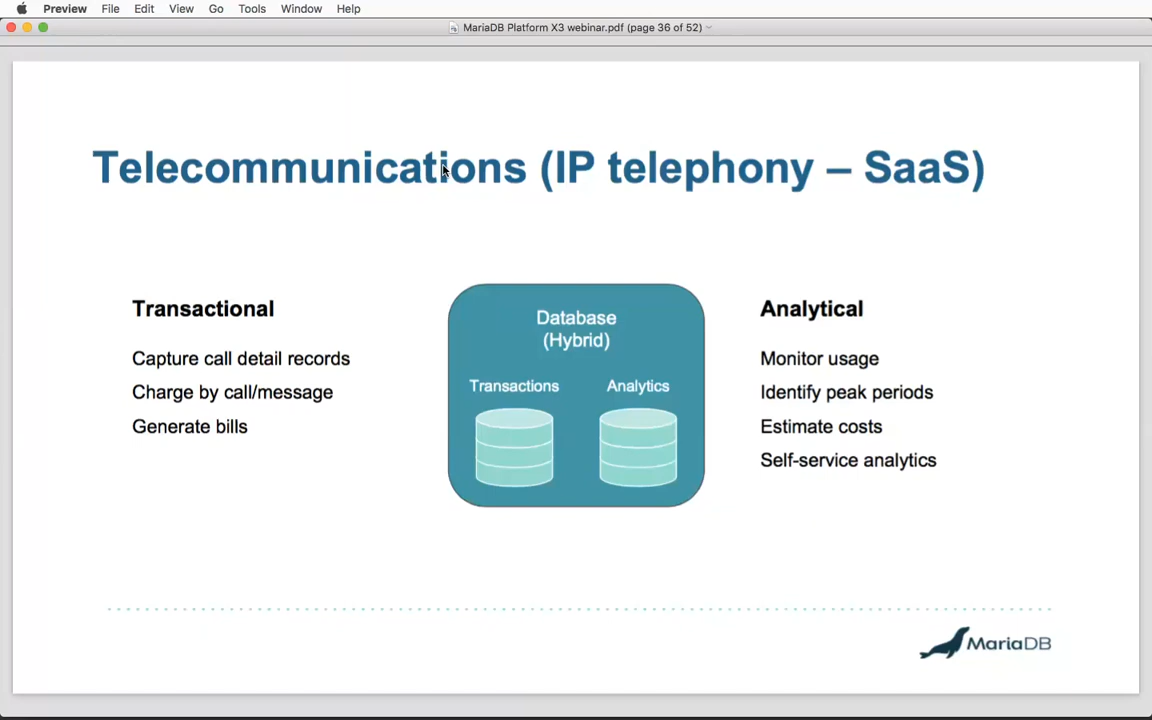 Preview File Edit View Go Tools Window Help
MariaDB Platform X3 webinar.pdf (page 36 of 52)
Telecommunications (IP telephony – SaaS)
Transactional
Capture call detail records
Charge by call/message
Generate bills
Database
(Hybrid)
Transactions Analytics
Analytical
Monitor usage
Identify peak periods
Estimate costs
Self-service analytics
MariaDB